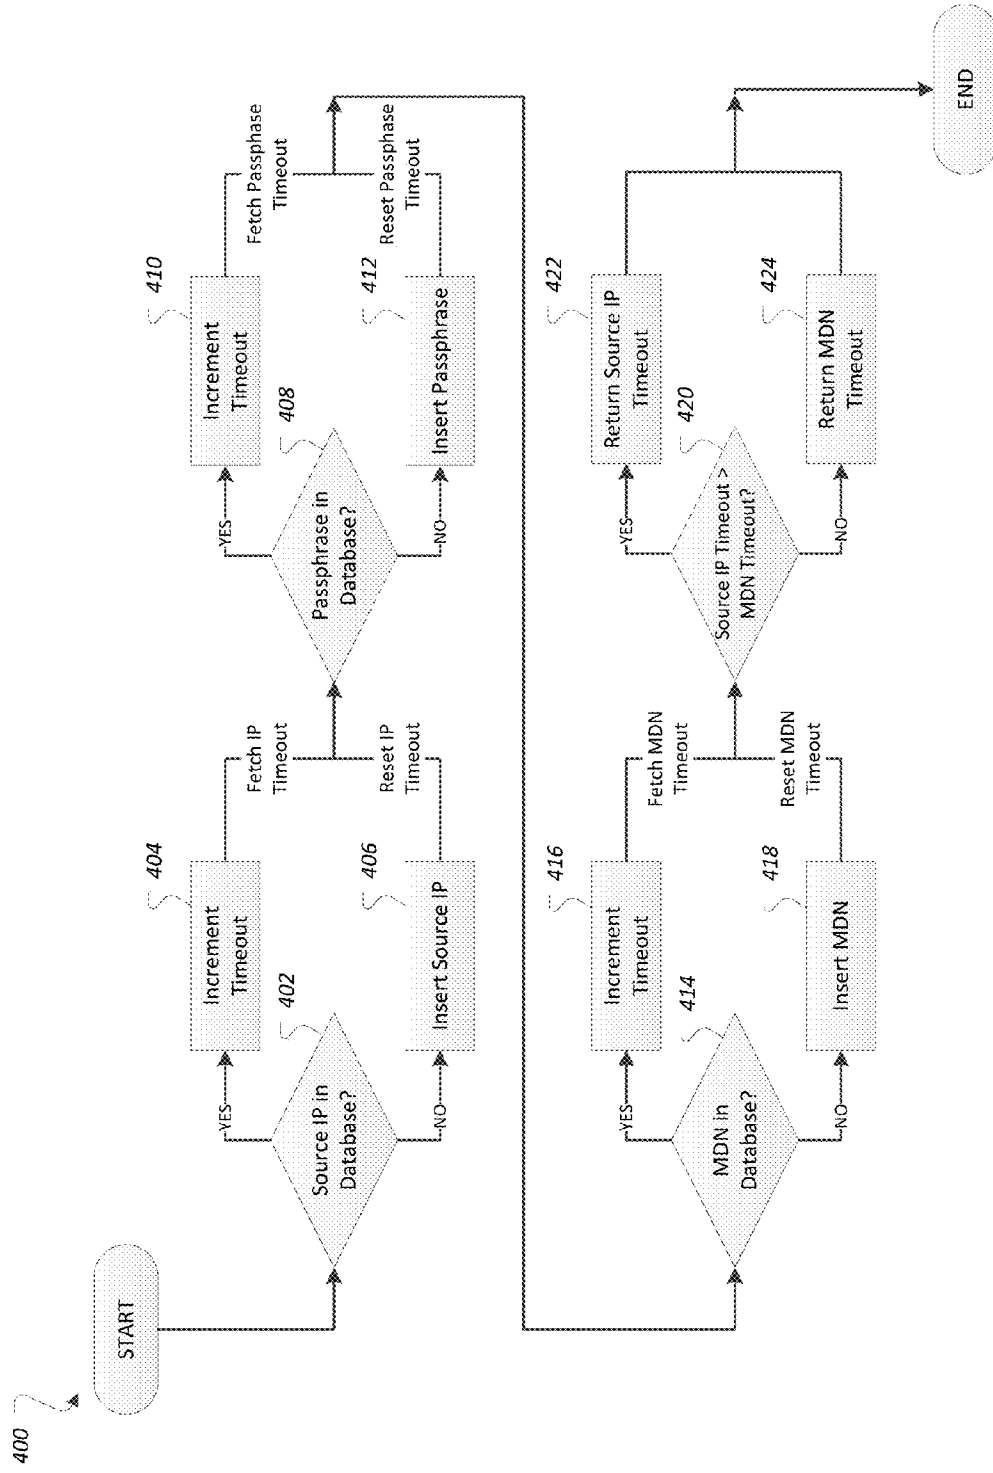 400
START
Source IP in
Database?
402
YES
NO
Increment
Timeout
404
Insert Source IP
406
Fetch IP
Timeout
Reset IP
Timeout
Passphrase in
Database?
408
YES
NO
Increment
Timeout
410
Insert Passphrase
412
Fetch Passphase
Timeout
Reset Passphase
Timeout
MDN in
Database?
414
YES
NO
Increment
Timeout
416
Insert MDN
418
Fetch MDN
Timeout
Reset MDN
Timeout
Source IP Timeout >
MDN Timeout?
420
YES
NO
Return Source IP
Timeout
422
Return MDN
Timeout
424
END